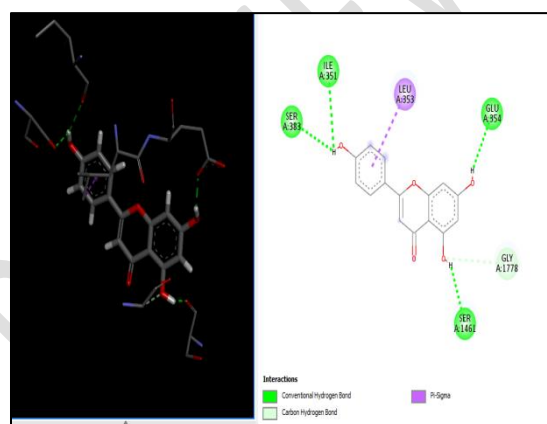 ILE
A:351
LEU
A:353
SER
A:383
GLU
A:354
GLY
A:1778
SER
A:1461
H
O
O
H
O
O
O
H
Interactions
Conventional Hydrogen Bond
Carbon Hydrogen Bond
Pi-Sigma